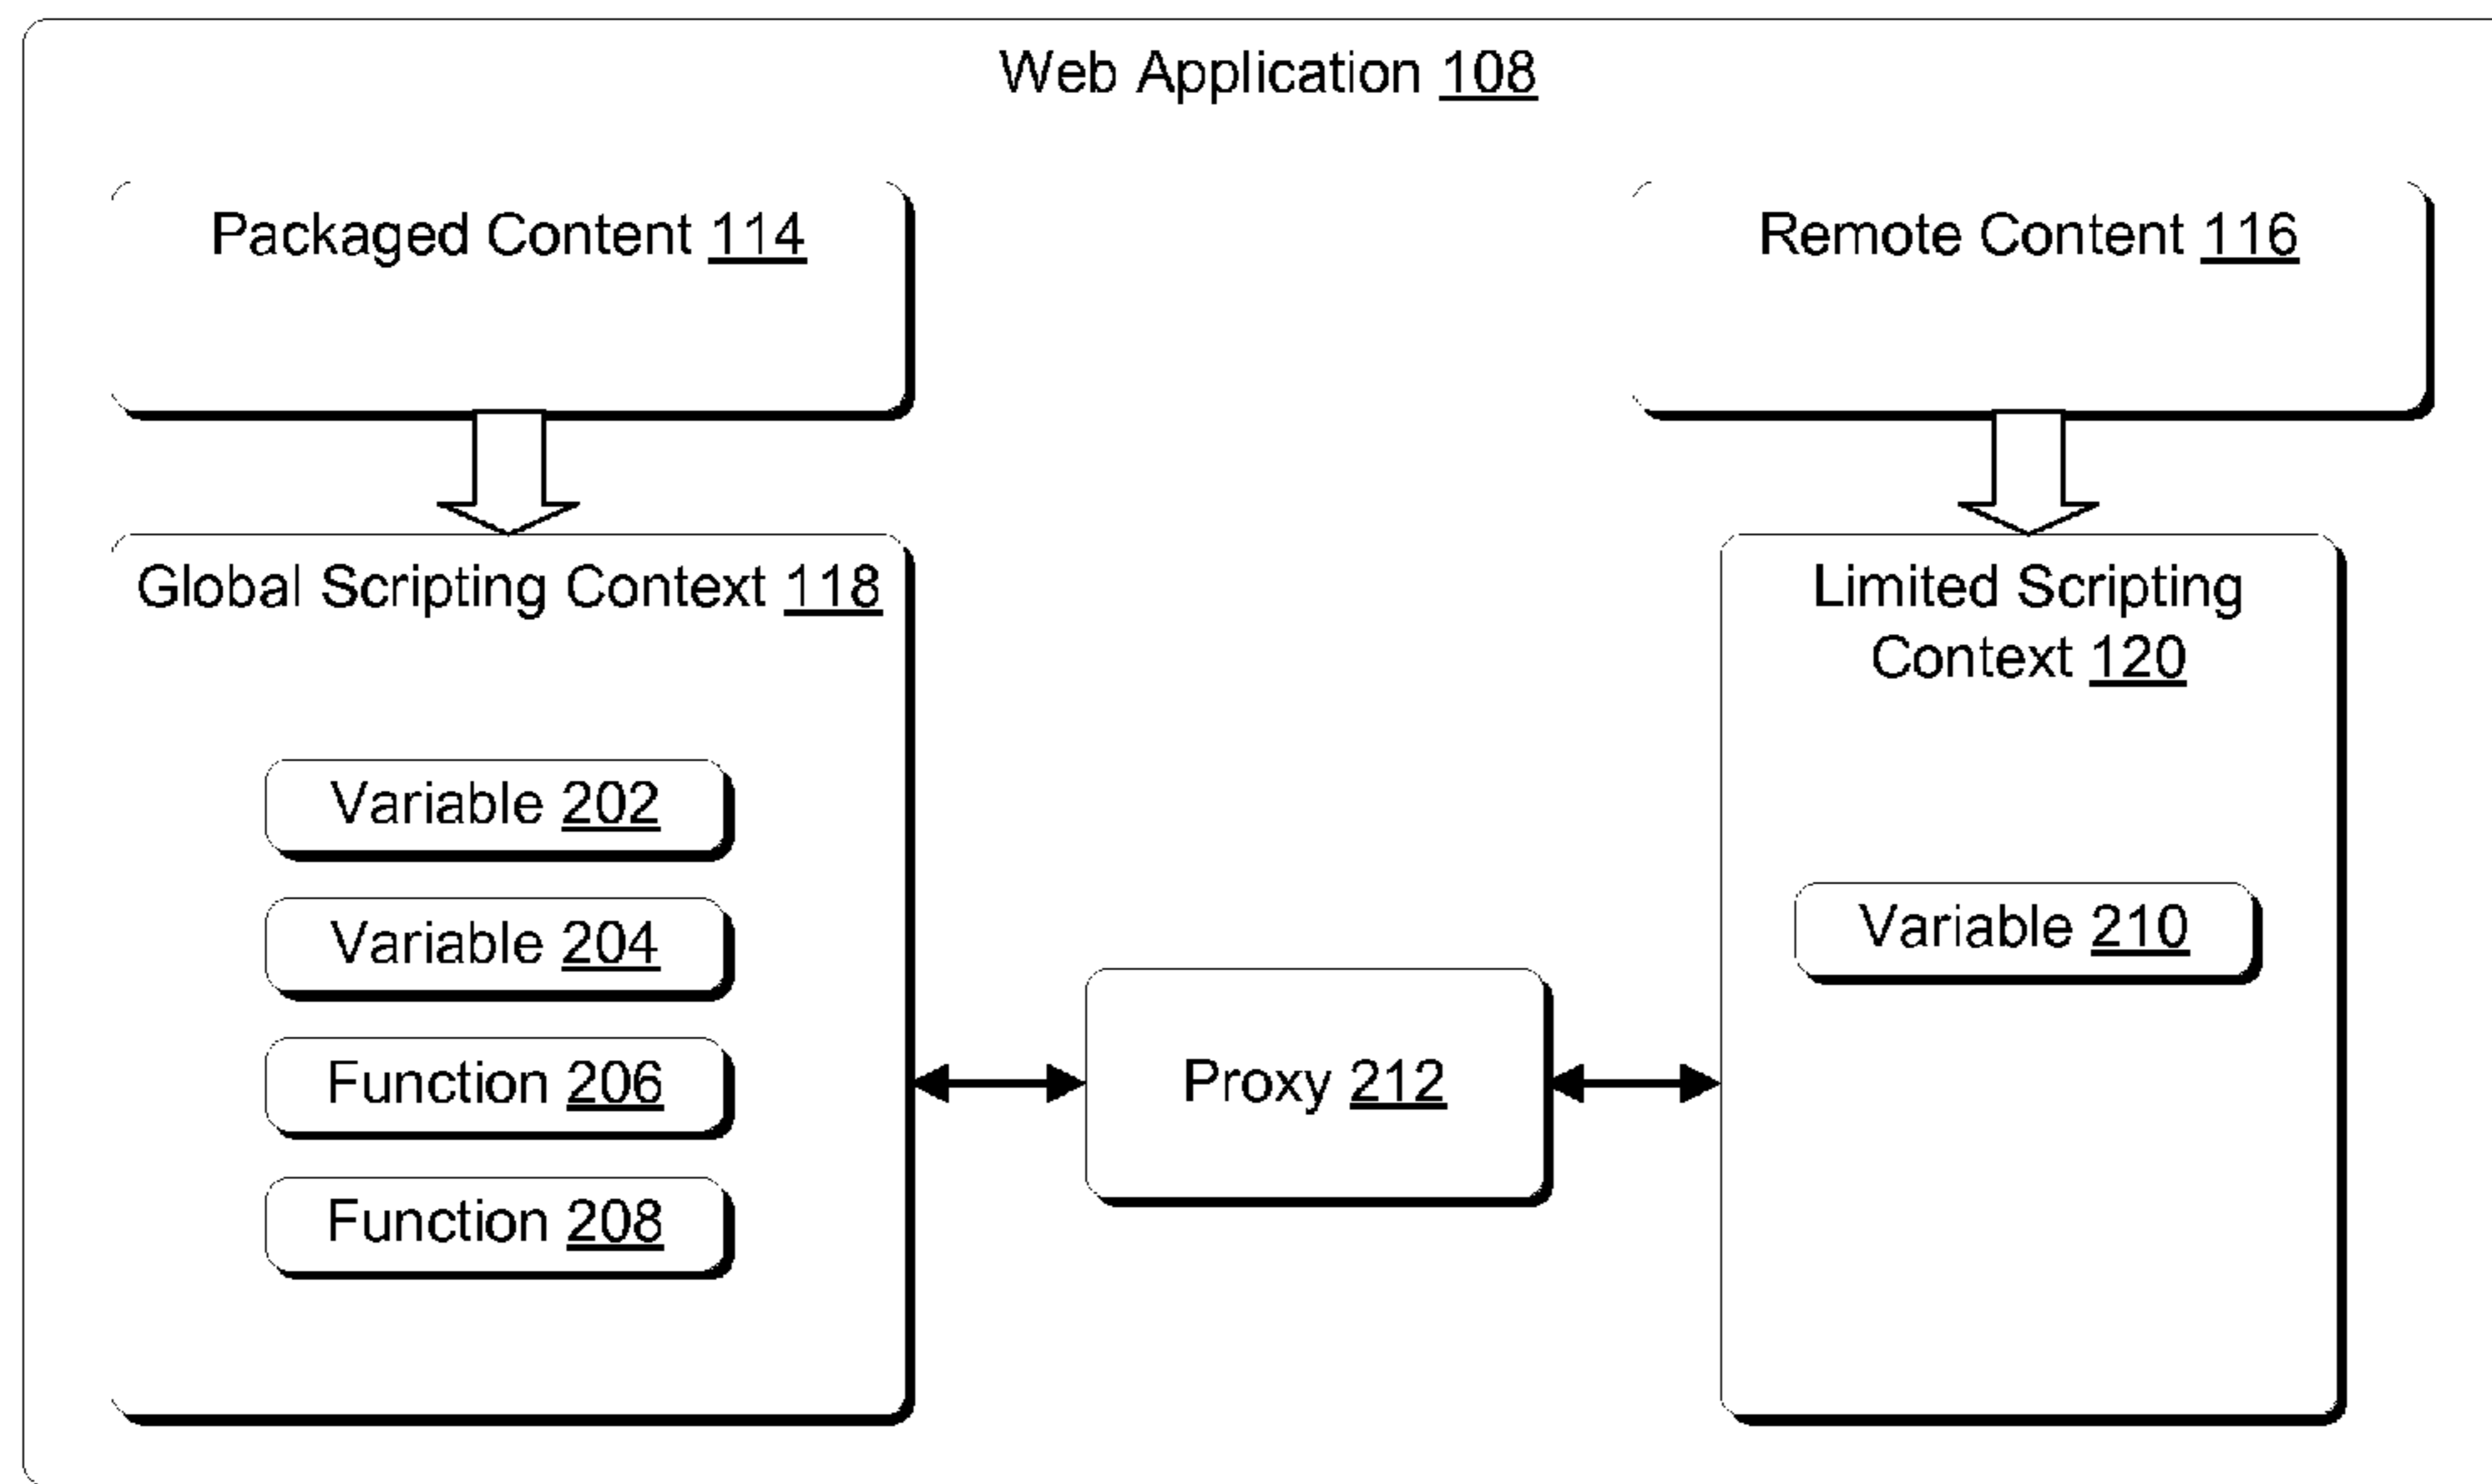 Web Application 108
Packaged Content 114
Remote Content 116
Global Scripting Context 118
Variable 202
Variable 204
Function 206
Function 208
Proxy 212
Limited Scripting
Context 120
Variable 210